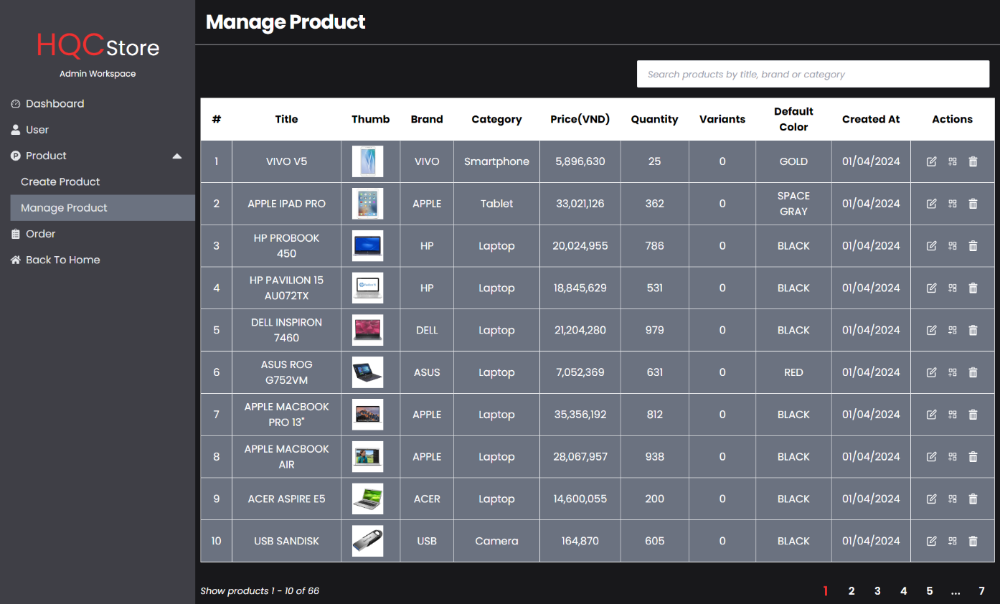 HQCStore
Admin Workspace
Dashboard
User
Product
Create Product
Manage Product
Order
Back To Home
Manage Product
Search products by title, brand or category
# Title Thumb Brand Category Price(VND) Quantity Variants Default Color Created At Actions
1 VIVO V5 VIVO Smartphone 5,896,630 25 0 GOLD 01/04/2024
2 APPLE IPAD PRO APPLE Tablet 33,021,126 362 0 SPACE GRAY 01/04/2024
3 HP PROBOOK 450 HP Laptop 20,024,955 786 0 BLACK 01/04/2024
4 HP PAVILION 15 AU072TX HP Laptop 18,845,629 531 0 BLACK 01/04/2024
5 DELL INSPIRON 7460 DELL Laptop 21,204,280 979 0 BLACK 01/04/2024
6 ASUS ROG G752VM ASUS Laptop 7,052,369 631 0 RED 01/04/2024
7 APPLE MACBOOK PRO 13" APPLE Laptop 35,356,192 812 0 BLACK 01/04/2024
8 APPLE MACBOOK AIR APPLE Laptop 28,067,957 938 0 BLACK 01/04/2024
9 ACER ASPIRE E5 ACER Laptop 14,600,055 200 0 BLACK 01/04/2024
10 USB SANDISK USB Camera 164,870 605 0 BLACK 01/04/2024
Show products 1 - 10 of 66
1 2 3 4 5 ... 7